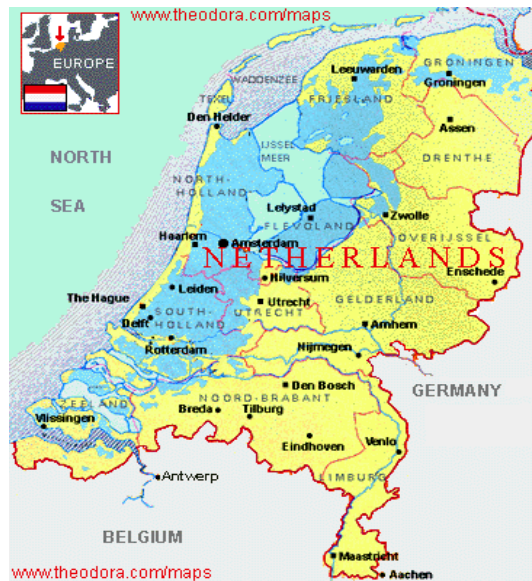 www.theodora.com/maps
EUROPE
GRONINGEN
Leeuwarden
Groningen
WADDENZEE
FRIESLAND
TEXEL
Den Helder
Assen
NORTH
SEA
IJSSEL
MEER
DRENTHE
NORTH-
HOLLAND
Lelystad
FLEVOLAND
Zwolle
Haarlem
Amsterdam
OVERIJSSEL
NETHERLANDS
Hilversum
Enschede
Leiden
The Hague
Utrecht
GELDERLAND
Delft
SOUTH-
HOLLAND
UTRECHT
Arnhem
Rotterdam
Nijmegen
GERMANY
Den Bosch
ZEELAND
NOORD-BRABANT
Vlissingen
Breda
Tilburg
Eindhoven
Venlo
LIMBURG
Antwerp
BELGIUM
Maastricht
www.theodora.com/maps
Aachen